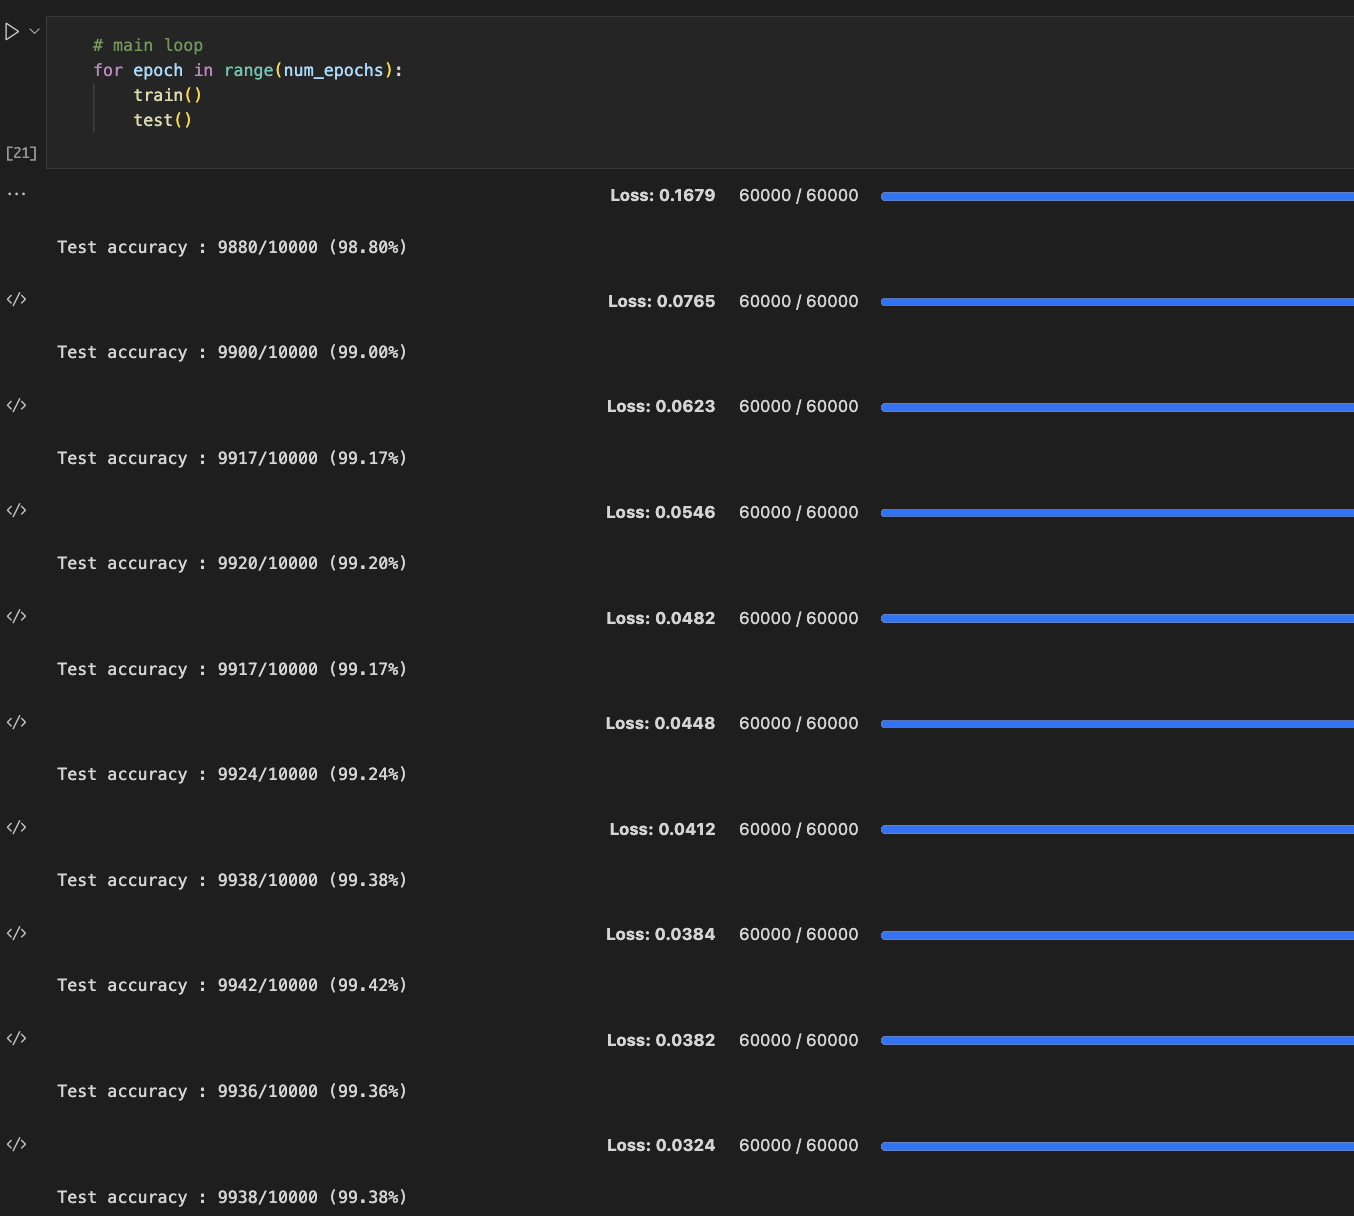 # main loop
for epoch in range(num_epochs):
train()
test()
[21]
...
Loss: 0.1679 60000 / 60000
Test accuracy : 9880/10000 (98.80%)
</>
Loss: 0.0765 60000 / 60000
Test accuracy : 9900/10000 (99.00%)
</>
Loss: 0.0623 60000 / 60000
Test accuracy : 9917/10000 (99.17%)
</>
Loss: 0.0546 60000 / 60000
Test accuracy : 9920/10000 (99.20%)
</>
Loss: 0.0482 60000 / 60000
Test accuracy : 9917/10000 (99.17%)
</>
Loss: 0.0448 60000 / 60000
Test accuracy : 9924/10000 (99.24%)
</>
Loss: 0.0412 60000 / 60000
Test accuracy : 9938/10000 (99.38%)
</>
Loss: 0.0384 60000 / 60000
Test accuracy : 9942/10000 (99.42%)
</>
Loss: 0.0382 60000 / 60000
Test accuracy : 9936/10000 (99.36%)
</>
Loss: 0.0324 60000 / 60000
Test accuracy : 9938/10000 (99.38%)